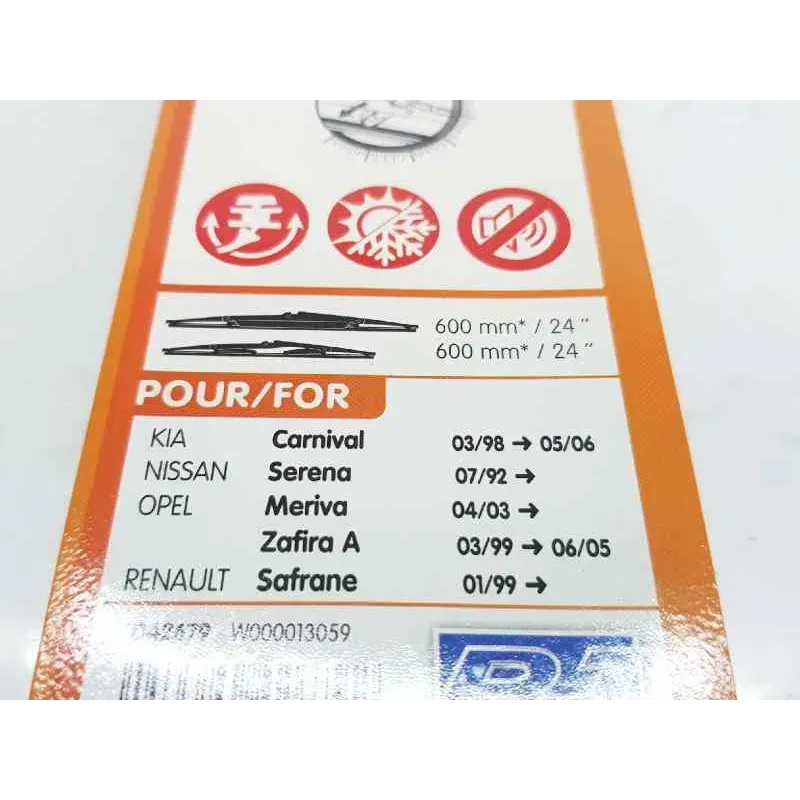 600 mm* / 24 "
600 mm* / 24 "
POUR/FOR
KIA Carnival 03/98 → 05/06
NISSAN Serena 07/92 →
OPEL Meriva 04/03 →
Zafira A 03/99 → 06/05
RENAULT Safrane 01/99 →
W000013059